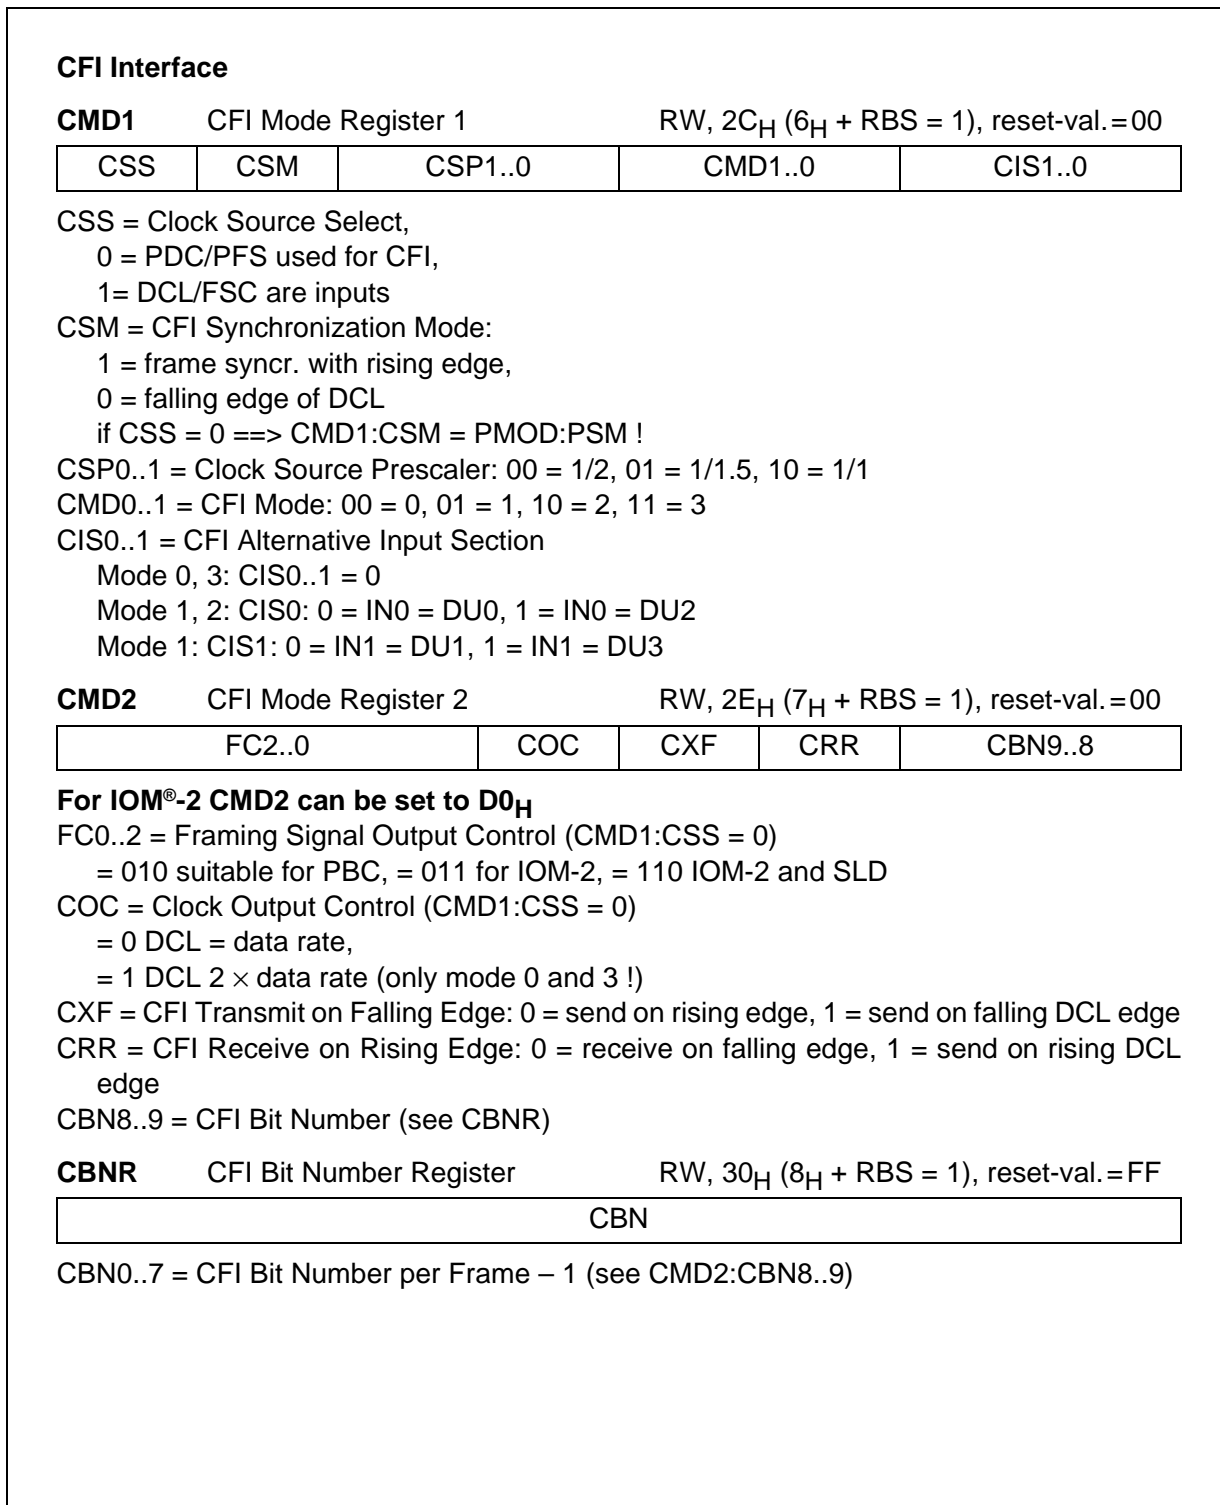 CFI Interface
CMD1 CFI Mode Register 1 RW, 2CH (6H + RBS = 1), reset-val.=00
CSS CSM CSP1..0 CMD1..0 CIS1..0
CSS = Clock Source Select,
0 = PDC/PFS used for CFI,
1= DCL/FSC are inputs
CSM = CFI Synchronization Mode:
1 = frame syncr. with rising edge,
0 = falling edge of DCL
if CSS = 0 ==> CMD1:CSM = PMOD:PSM !
CSP0..1 = Clock Source Prescaler: 00 = 1/2, 01 = 1/1.5, 10 = 1/1
CMD0..1 = CFI Mode: 00 = 0, 01 = 1, 10 = 2, 11 = 3
CIS0..1 = CFI Alternative Input Section
Mode 0, 3: CIS0..1 = 0
Mode 1, 2: CIS0: 0 = IN0 = DU0, 1 = IN0 = DU2
Mode 1: CIS1: 0 = IN1 = DU1, 1 = IN1 = DU3
CMD2 CFI Mode Register 2 RW, 2EH (7H + RBS = 1), reset-val.=00
FC2..0 COC CXF CRR CBN9..8
For IOM®-2 CMD2 can be set to D0H
FC0..2 = Framing Signal Output Control (CMD1:CSS = 0)
= 010 suitable for PBC, = 011 for IOM-2, = 110 IOM-2 and SLD
COC = Clock Output Control (CMD1:CSS = 0)
= 0 DCL = data rate,
= 1 DCL 2 × data rate (only mode 0 and 3 !)
CXF = CFI Transmit on Falling Edge: 0 = send on rising edge, 1 = send on falling DCL edge
CRR = CFI Receive on Rising Edge: 0 = receive on falling edge, 1 = send on rising DCL
edge
CBN8..9 = CFI Bit Number (see CBNR)
CBNR CFI Bit Number Register RW, 30H (8H + RBS = 1), reset-val.=FF
CBN
CBN0..7 = CFI Bit Number per Frame – 1 (see CMD2:CBN8..9)